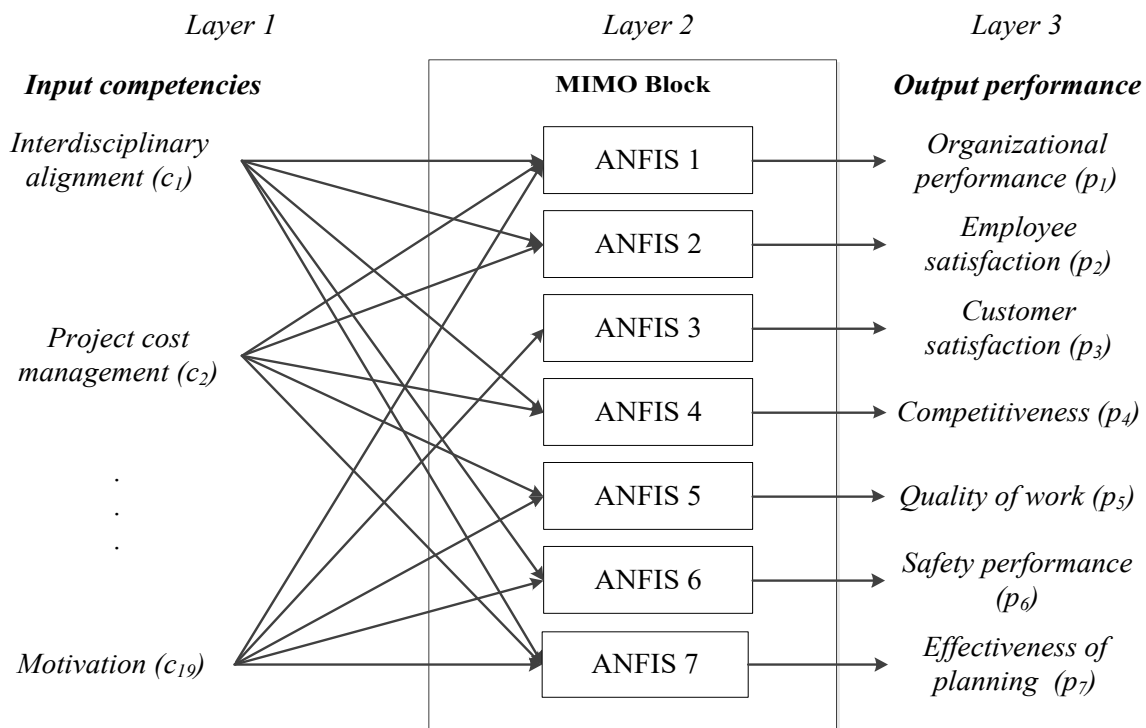 Layer 1
Layer 2
Layer 3
Input competencies
MIMO Block
Output performance
Interdisciplinary
alignment (c1)
Project cost
management (c2)
.
.
.
Motivation (c19)
ANFIS 1
ANFIS 2
ANFIS 3
ANFIS 4
ANFIS 5
ANFIS 6
ANFIS 7
Organizational
performance (p1)
Employee
satisfaction (p2)
Customer
satisfaction (p3)
Competitiveness (p4)
Quality of work (p5)
Safety performance
(p6)
Effectiveness of
planning (p7)